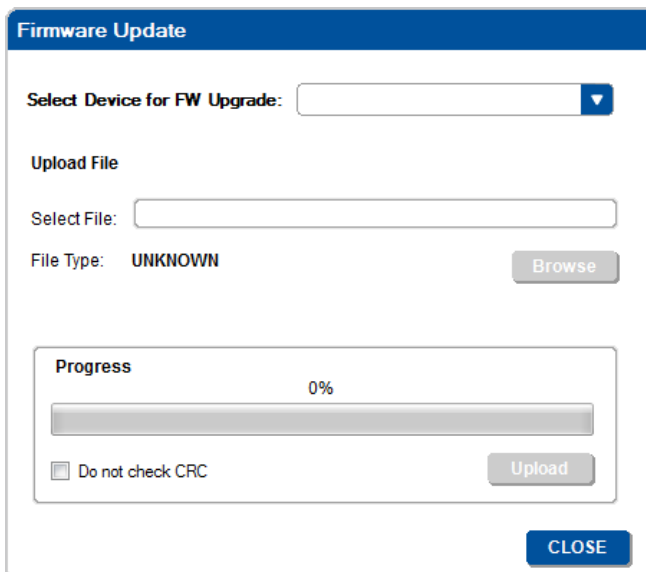 Firmware Update
Select Device for FW Upgrade:
Upload File
Select File:
File Type: UNKNOWN
Browse
Progress
0%
Do not check CRC
Upload
CLOSE